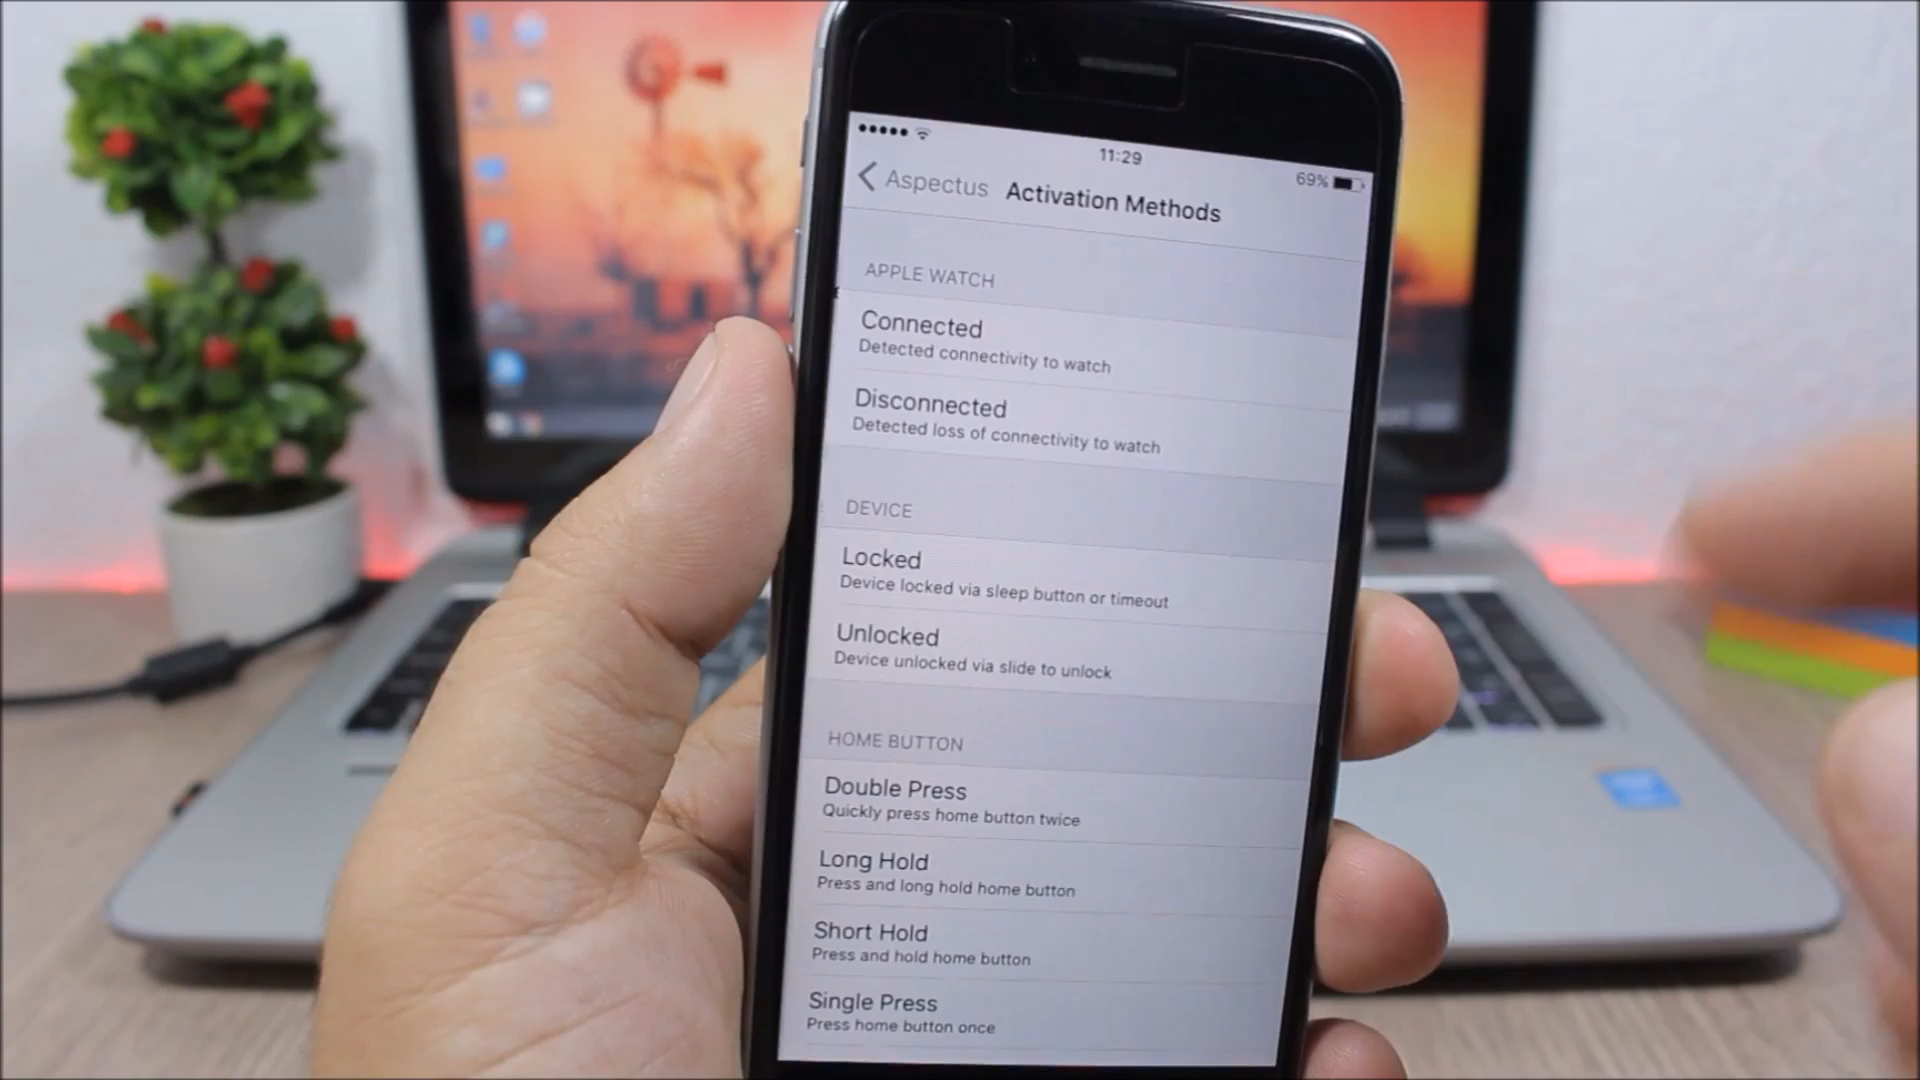 11:29
69%
Aspectus Activation Methods
APPLE WATCH
Connected
Detected connectivity to watch
Disconnected
Detected loss of connectivity to watch
DEVICE
Locked
Device locked via sleep button or timeout
Unlocked
Device unlocked via slide to unlock
HOME BUTTON
Double Press
Quickly press home button twice
Long Hold
Press and long hold home button
Short Hold
Press and hold home button
Single Press
Press home button once